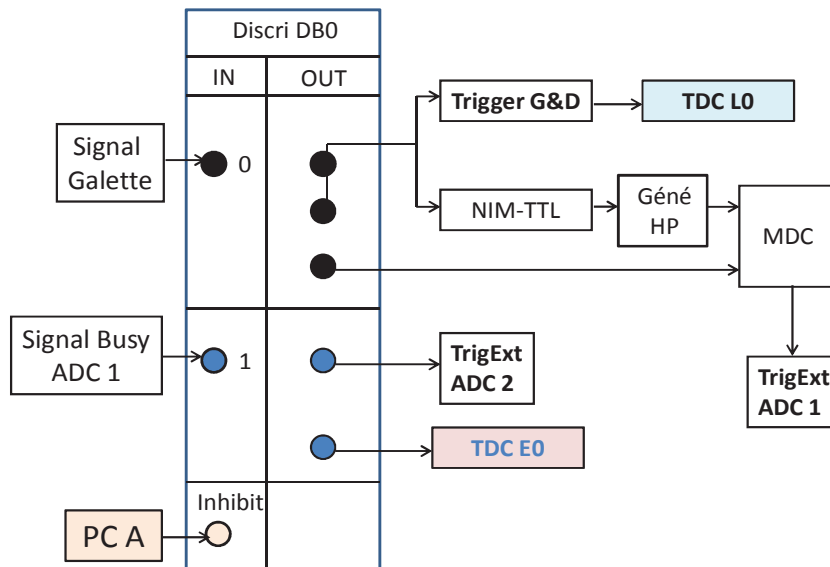 Discri DB0
IN
OUT
Trigger G&D
TDC L0
Signal
Galette
0
NIM-TTL
Géné
HP
MDC
Signal Busy
ADC 1
1
TrigExt
ADC 2
TrigExt
ADC 1
TDC E0
Inhibit
PC A